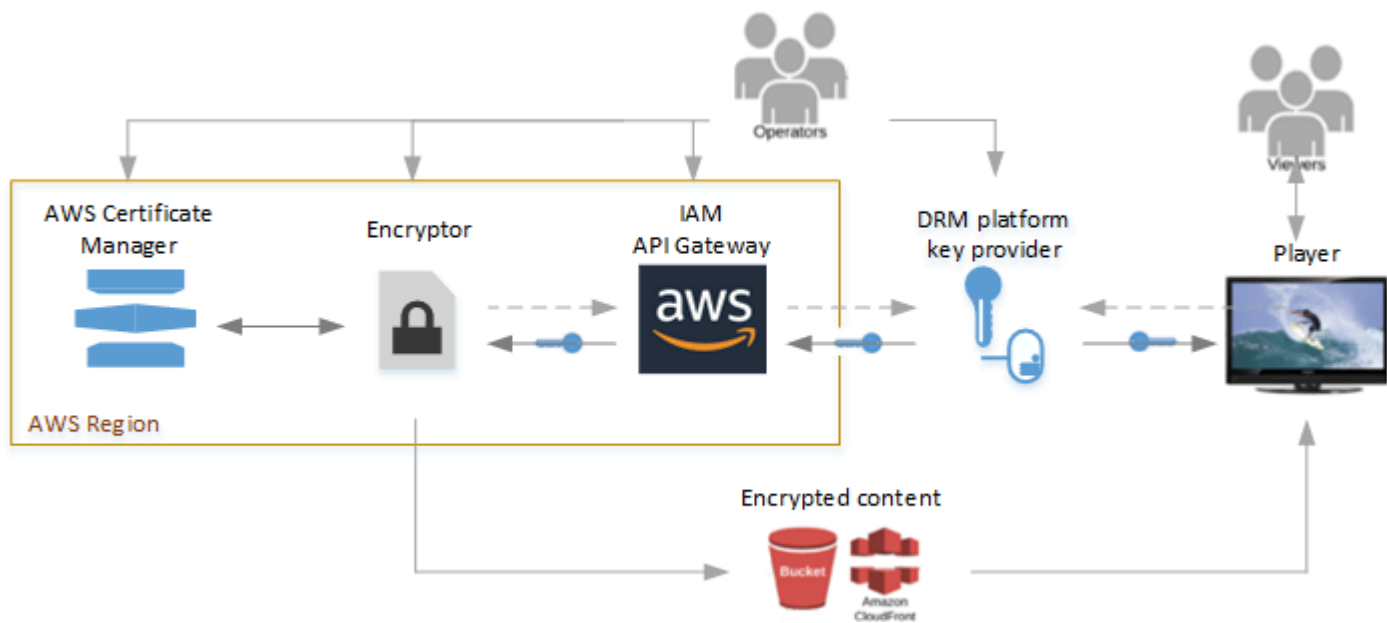 Operators
Viewers
AWS Certificate
Manager
Encryptor
IAM
API Gateway
DRM platform
key provider
Player
aws
AWS Region
Encrypted content
Bucket
Amazon
CloudFront